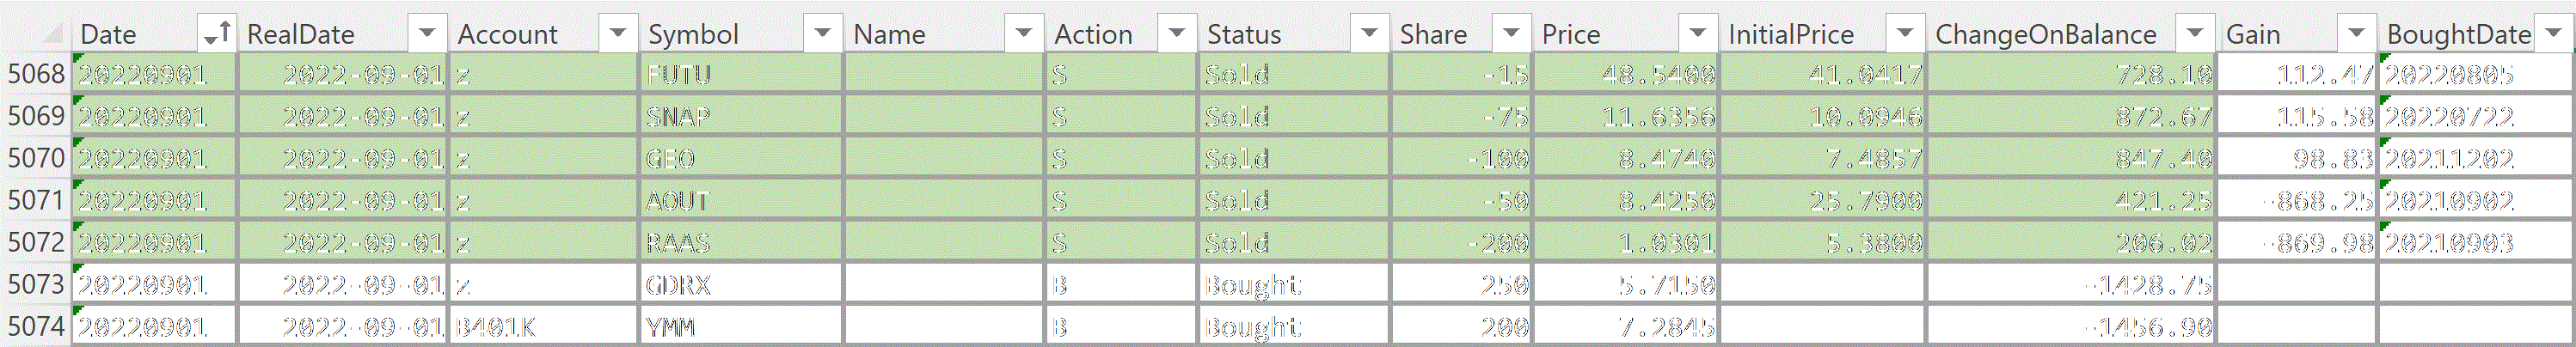 Date RealDate Account Symbol Name Action Status Share Price InitialPrice ChangeOnBalance Gain BoughtDate
5068 20220901 2022-09-01 z FUTU S Sold -15 48.5400 41.0417 728.10 112.47 20220805
5069 20220901 2022-09-01 z SNAP S Sold -75 11.6356 10.0946 872.67 115.58 20220722
5070 20220901 2022-09-01 z GEO S Sold -100 8.4740 7.4857 847.40 98.83 20211202
5071 20220901 2022-09-01 z AOUT S Sold -50 8.4250 25.7900 421.25 -868.25 20210902
5072 20220901 2022-09-01 z RAAS S Sold -200 1.0301 5.3800 206.02 -869.98 20210903
5073 20220901 2022-09-01 z GDRX B Bought 250 5.7150 -1428.75
5074 20220901 2022-09-01 B401K YMM B Bought 200 7.2845 -1456.90